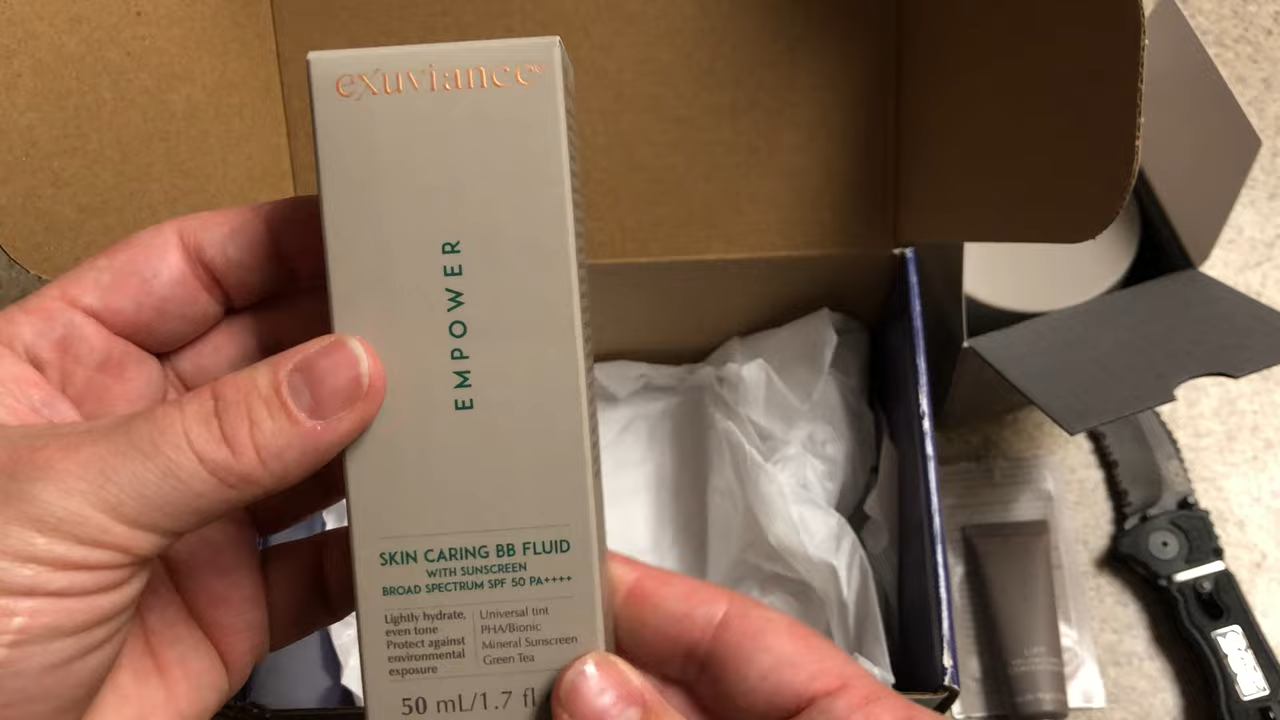 exuviance
EMPOWER
SKIN CARING BB FLUID
WITH SUNSCREEN
BROAD SPECTRUM SPF 50 PA++++
Lightly hydrate,
even tone
Protect against
environmental
exposure
Universal tint
PHA/Bionic
Mineral Sunscreen
Green Tea
50 mL/1.7 fl